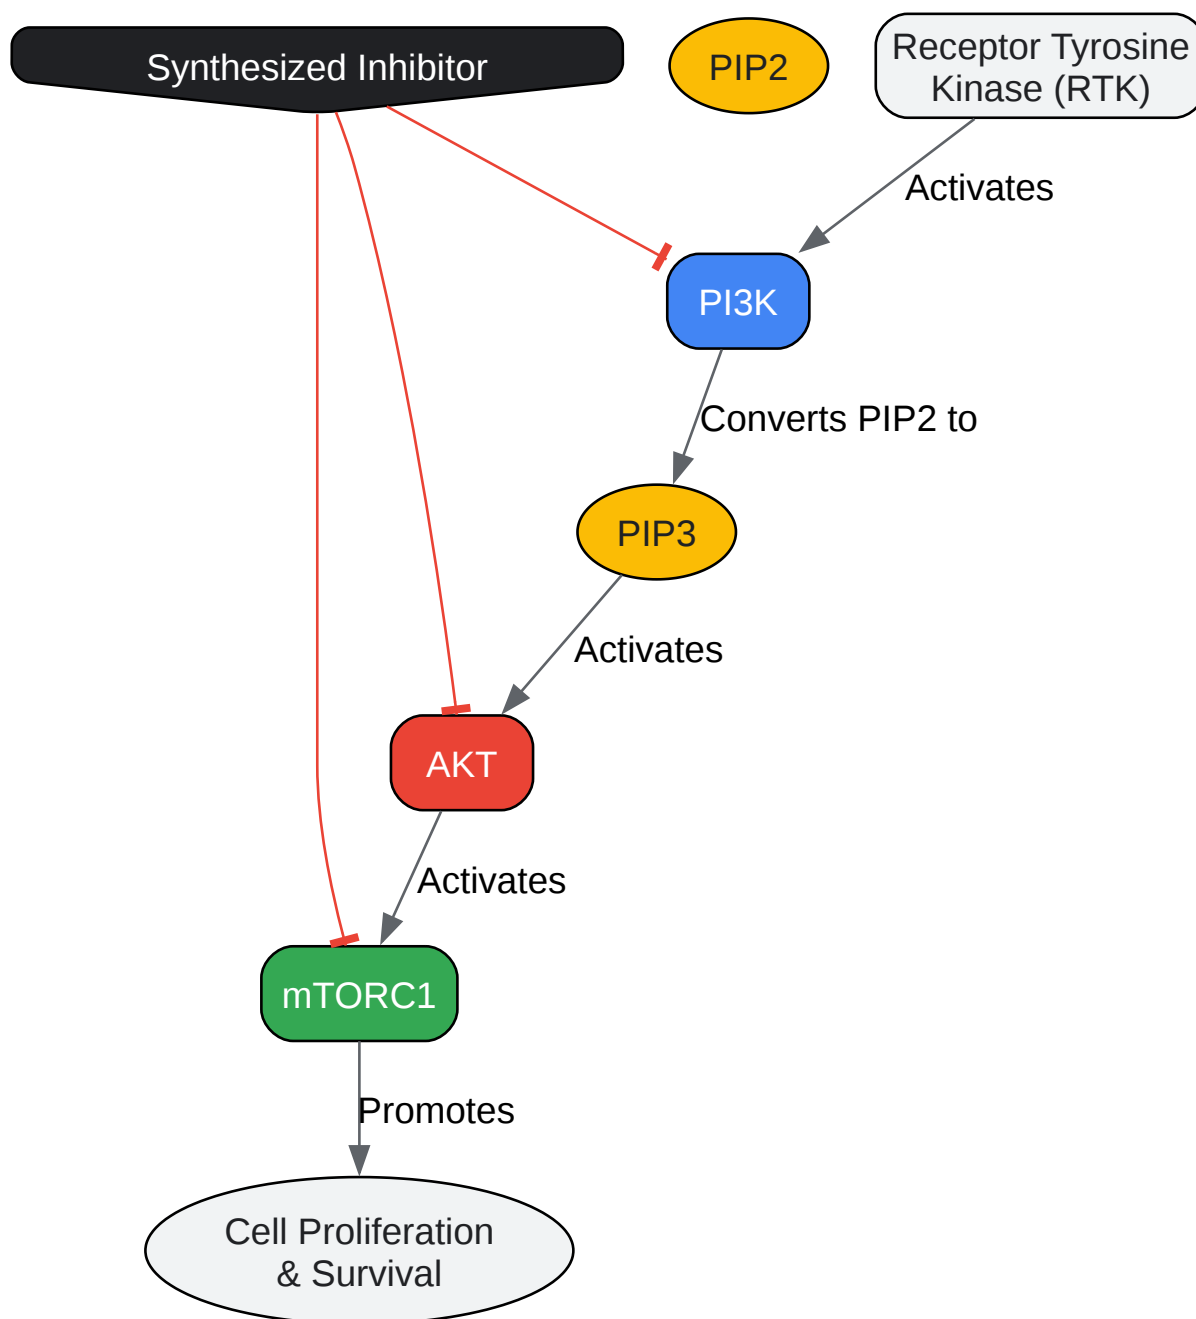 Synthesized Inhibitor
PIP2
Receptor Tyrosine
Kinase (RTK)
Activates
PI3K
Converts PIP2 to
PIP3
Activates
AKT
Activates
mTORC1
Promotes
Cell Proliferation
& Survival